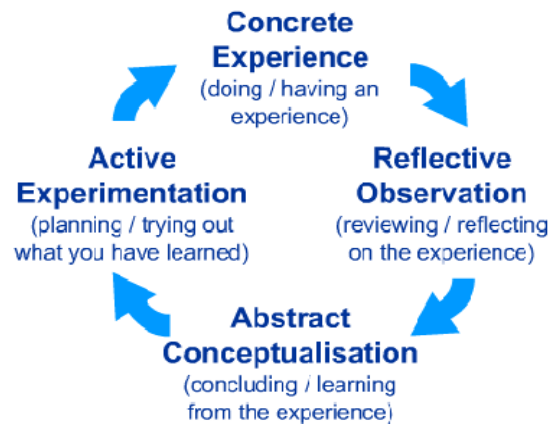 Concrete
Experience
(doing / having an
experience)
Reflective
Observation
(reviewing / reflecting
on the experience)
Abstract
Conceptualisation
(concluding / learning
from the experience)
Active
Experimentation
(planning / trying out
what you have learned)